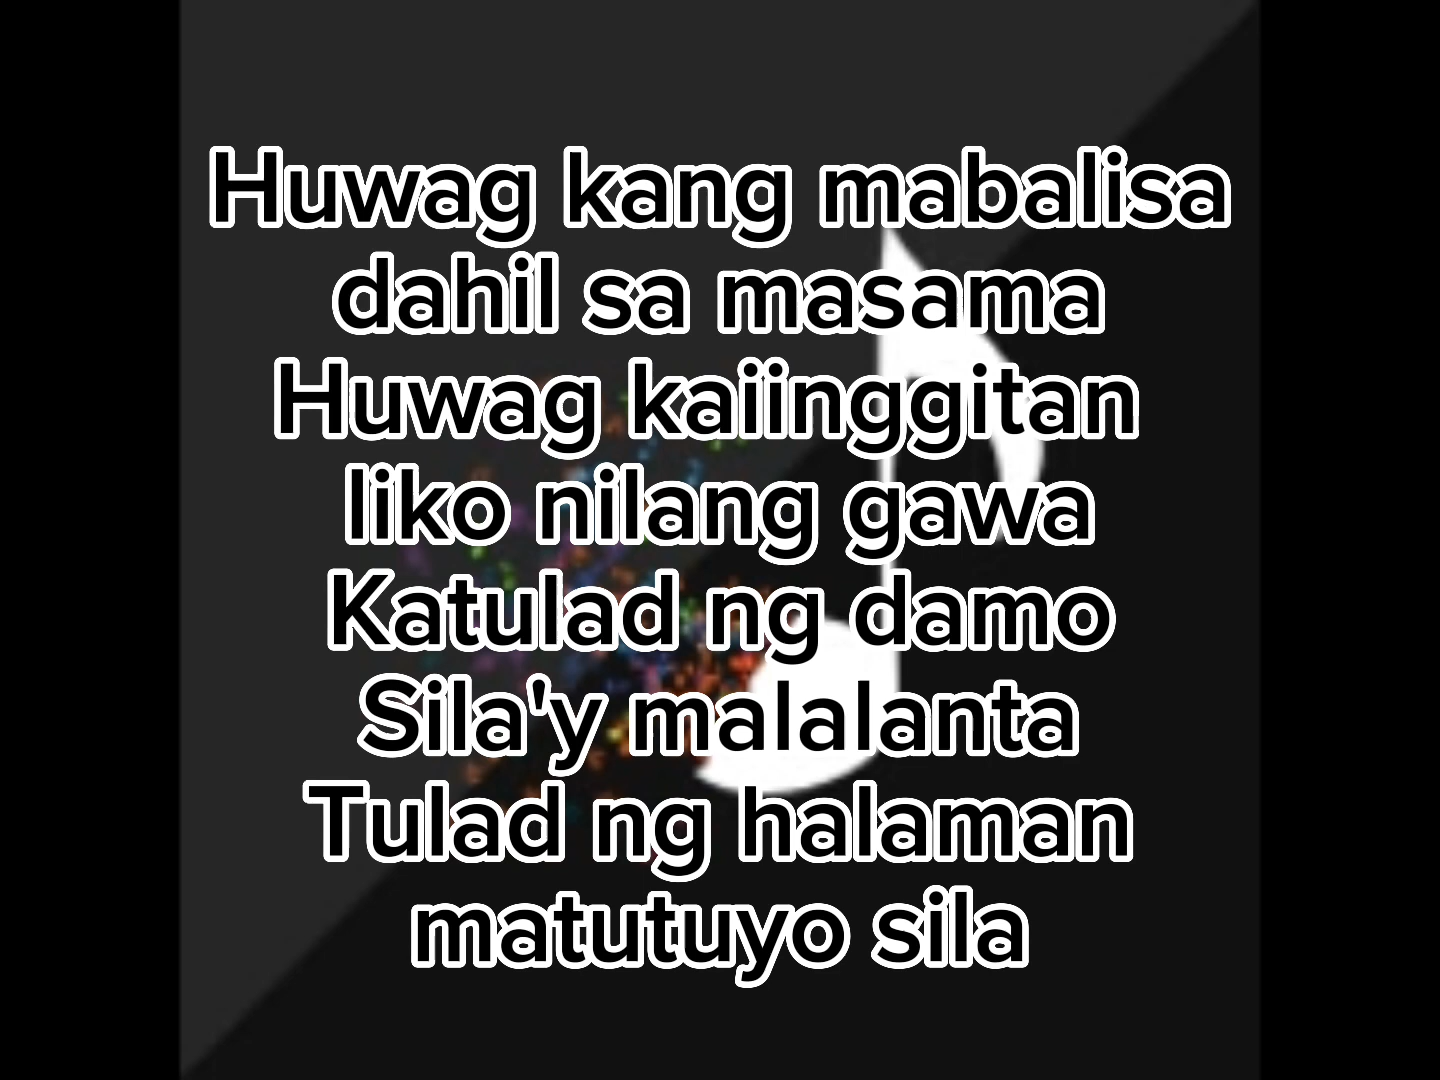 Huwag kang mabalisa
dahil sa masama
Huwag kaiinggitan
liko nilang gawa
Katulad ng damo
Sila'y malalanta
Tulad ng halaman
matutuyo sila